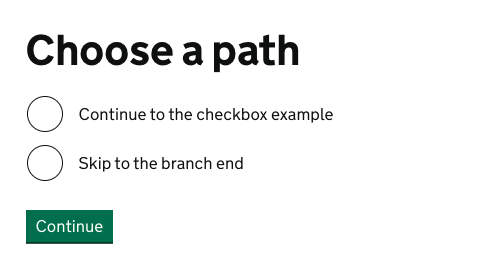 Choose a path
Continue to the checkbox example
Skip to the branch end
Continue